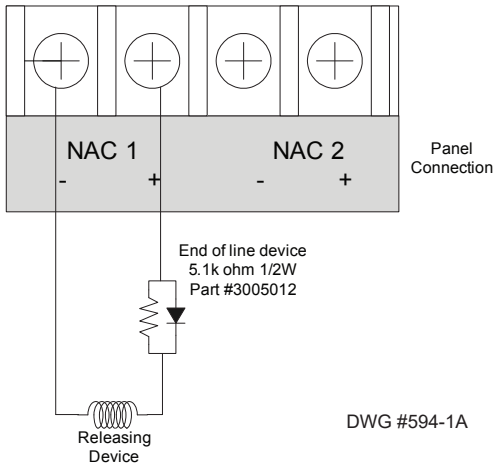 NAC 1 NAC 2
- + - +
Panel
Connection
End of line device
5.1k ohm 1/2W
Part #3005012
Releasing
Device
DWG #594-1A